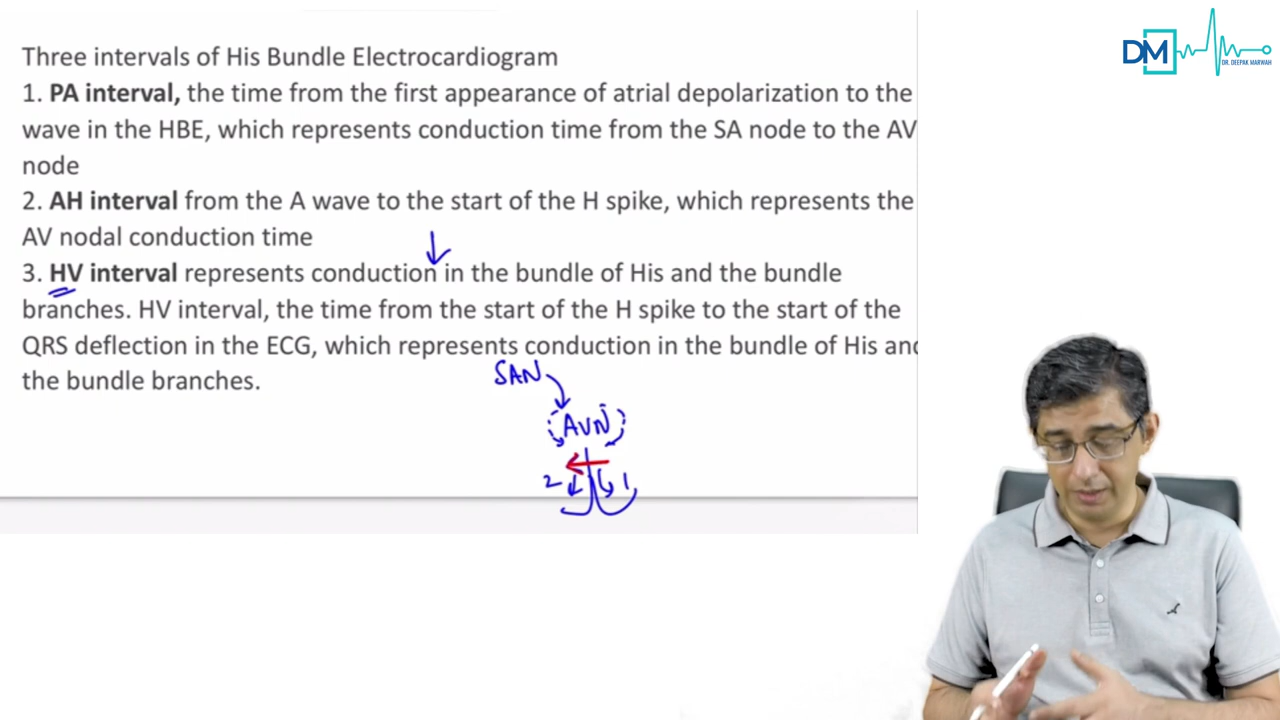 DM
DR. DEEPAK MARWAH
Three intervals of His Bundle Electrocardiogram
1. PA interval, the time from the first appearance of atrial depolarization to the
wave in the HBE, which represents conduction time from the SA node to the AV
node
2. AH interval from the A wave to the start of the H spike, which represents the
AV nodal conduction time
3. HV interval represents conduction in the bundle of His and the bundle
branches. HV interval, the time from the start of the H spike to the start of the
QRS deflection in the ECG, which represents conduction in the bundle of His and
the bundle branches.
SAN
AVN
2 1